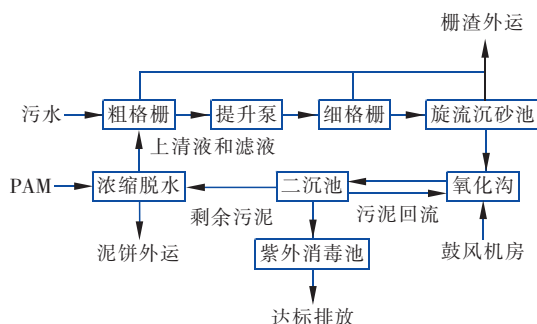 栅渣外运
污水
粗格栅
提升泵
细格栅
旋流沉砂池
上清液和滤液
PAM
浓缩脱水
二沉池
氧化沟
剩余污泥
污泥回流
泥饼外运
紫外消毒池
鼓风机房
达标排放